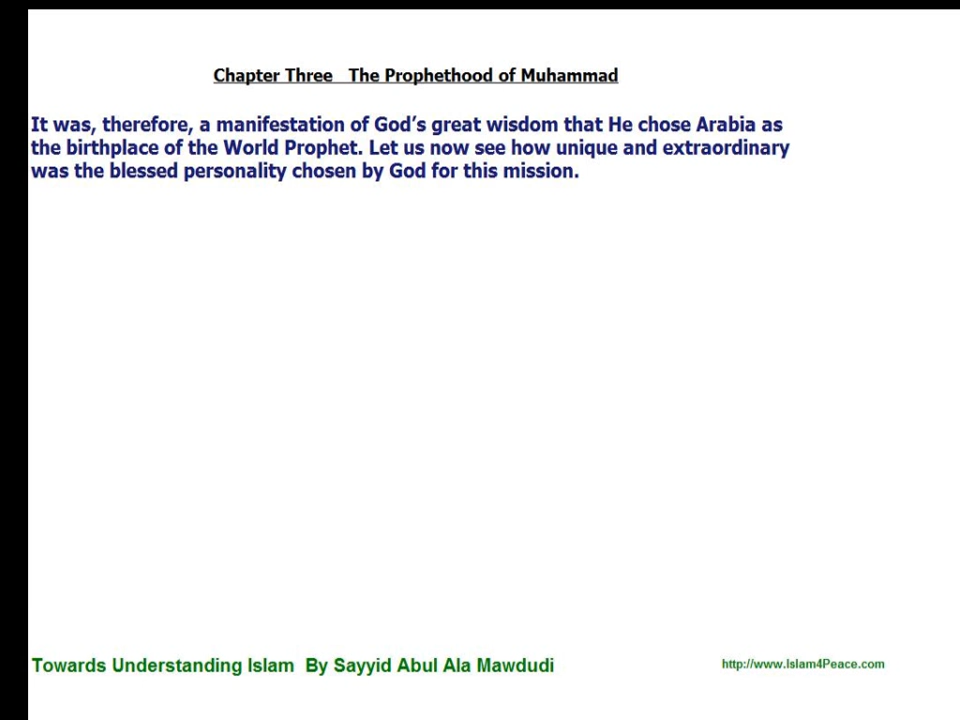 Chapter Three   The Prophethood of Muhammad
It was, therefore, a manifestation of God’s great wisdom that He chose Arabia as
the birthplace of the World Prophet. Let us now see how unique and extraordinary
was the blessed personality chosen by God for this mission.
Towards Understanding Islam  By Sayyid Abul Ala Mawdudi
http://www.Islam4Peace.com